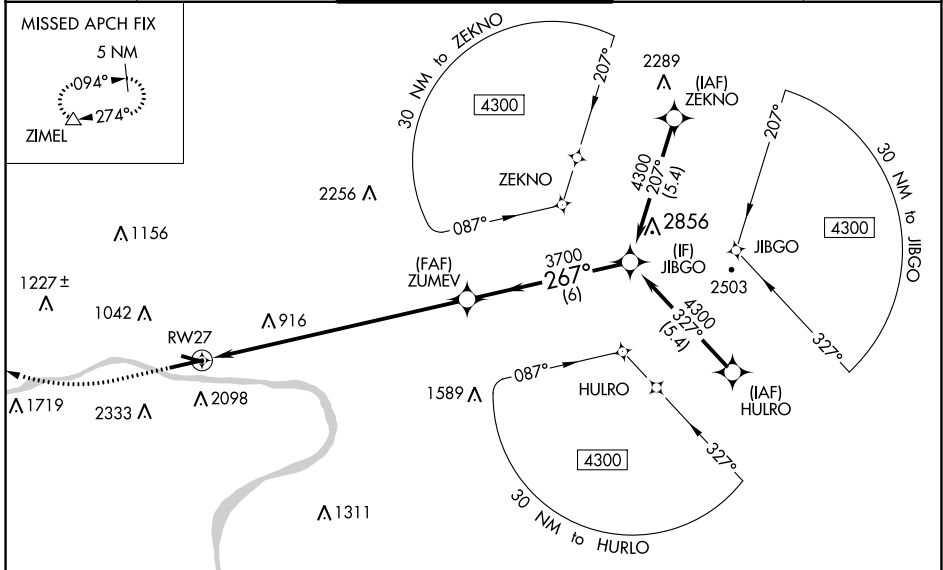 MISSED APCH FIX
5 NM
094°
274°
ZIMEL
30 NM to ZEKNO
4300
207°
ZEKNO
087°
2289
(IAF)
ZEKNO
4300
207°
(5.4)
2856
(IF)
JIBGO
207°
30 NM to JIBGO
4300
JIBGO
2503
327°
2256
1156
1227±
1042
916
(FAF)
ZUMEV
3700
267°
(6)
RW27
4300
327°
(5.4)
(IAF)
HULRO
1719
2333
2098
1589
087°
HULRO
327°
4300
30 NM to HURLO
1311